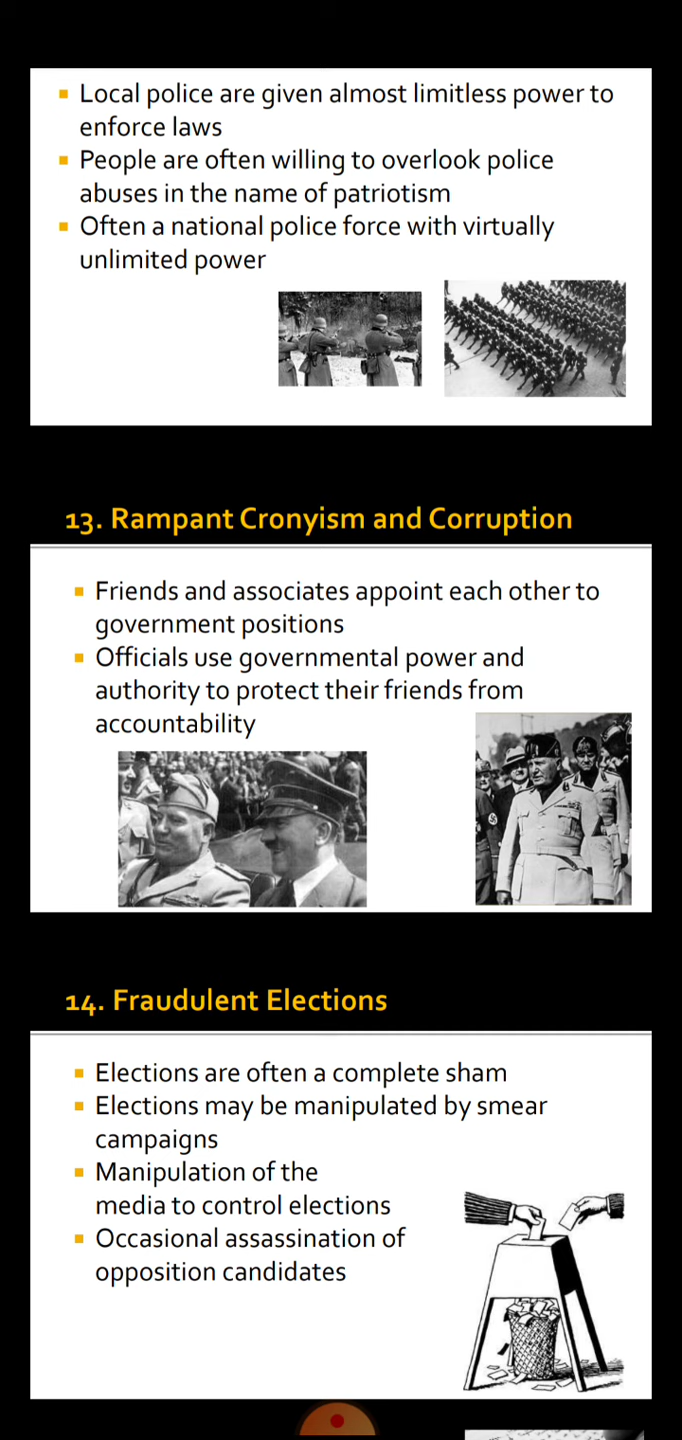 Local police are given almost limitless power to
enforce laws
People are often willing to overlook police
abuses in the name of patriotism
Often a national police force with virtually
unlimited power
13. Rampant Cronyism and Corruption
Friends and associates appoint each other to
government positions
Officials use governmental power and
authority to protect their friends from
accountability
14. Fraudulent Elections
Elections are often a complete sham
Elections may be manipulated by smear
campaigns
Manipulation of the
media to control elections
Occasional assassination of
opposition candidates